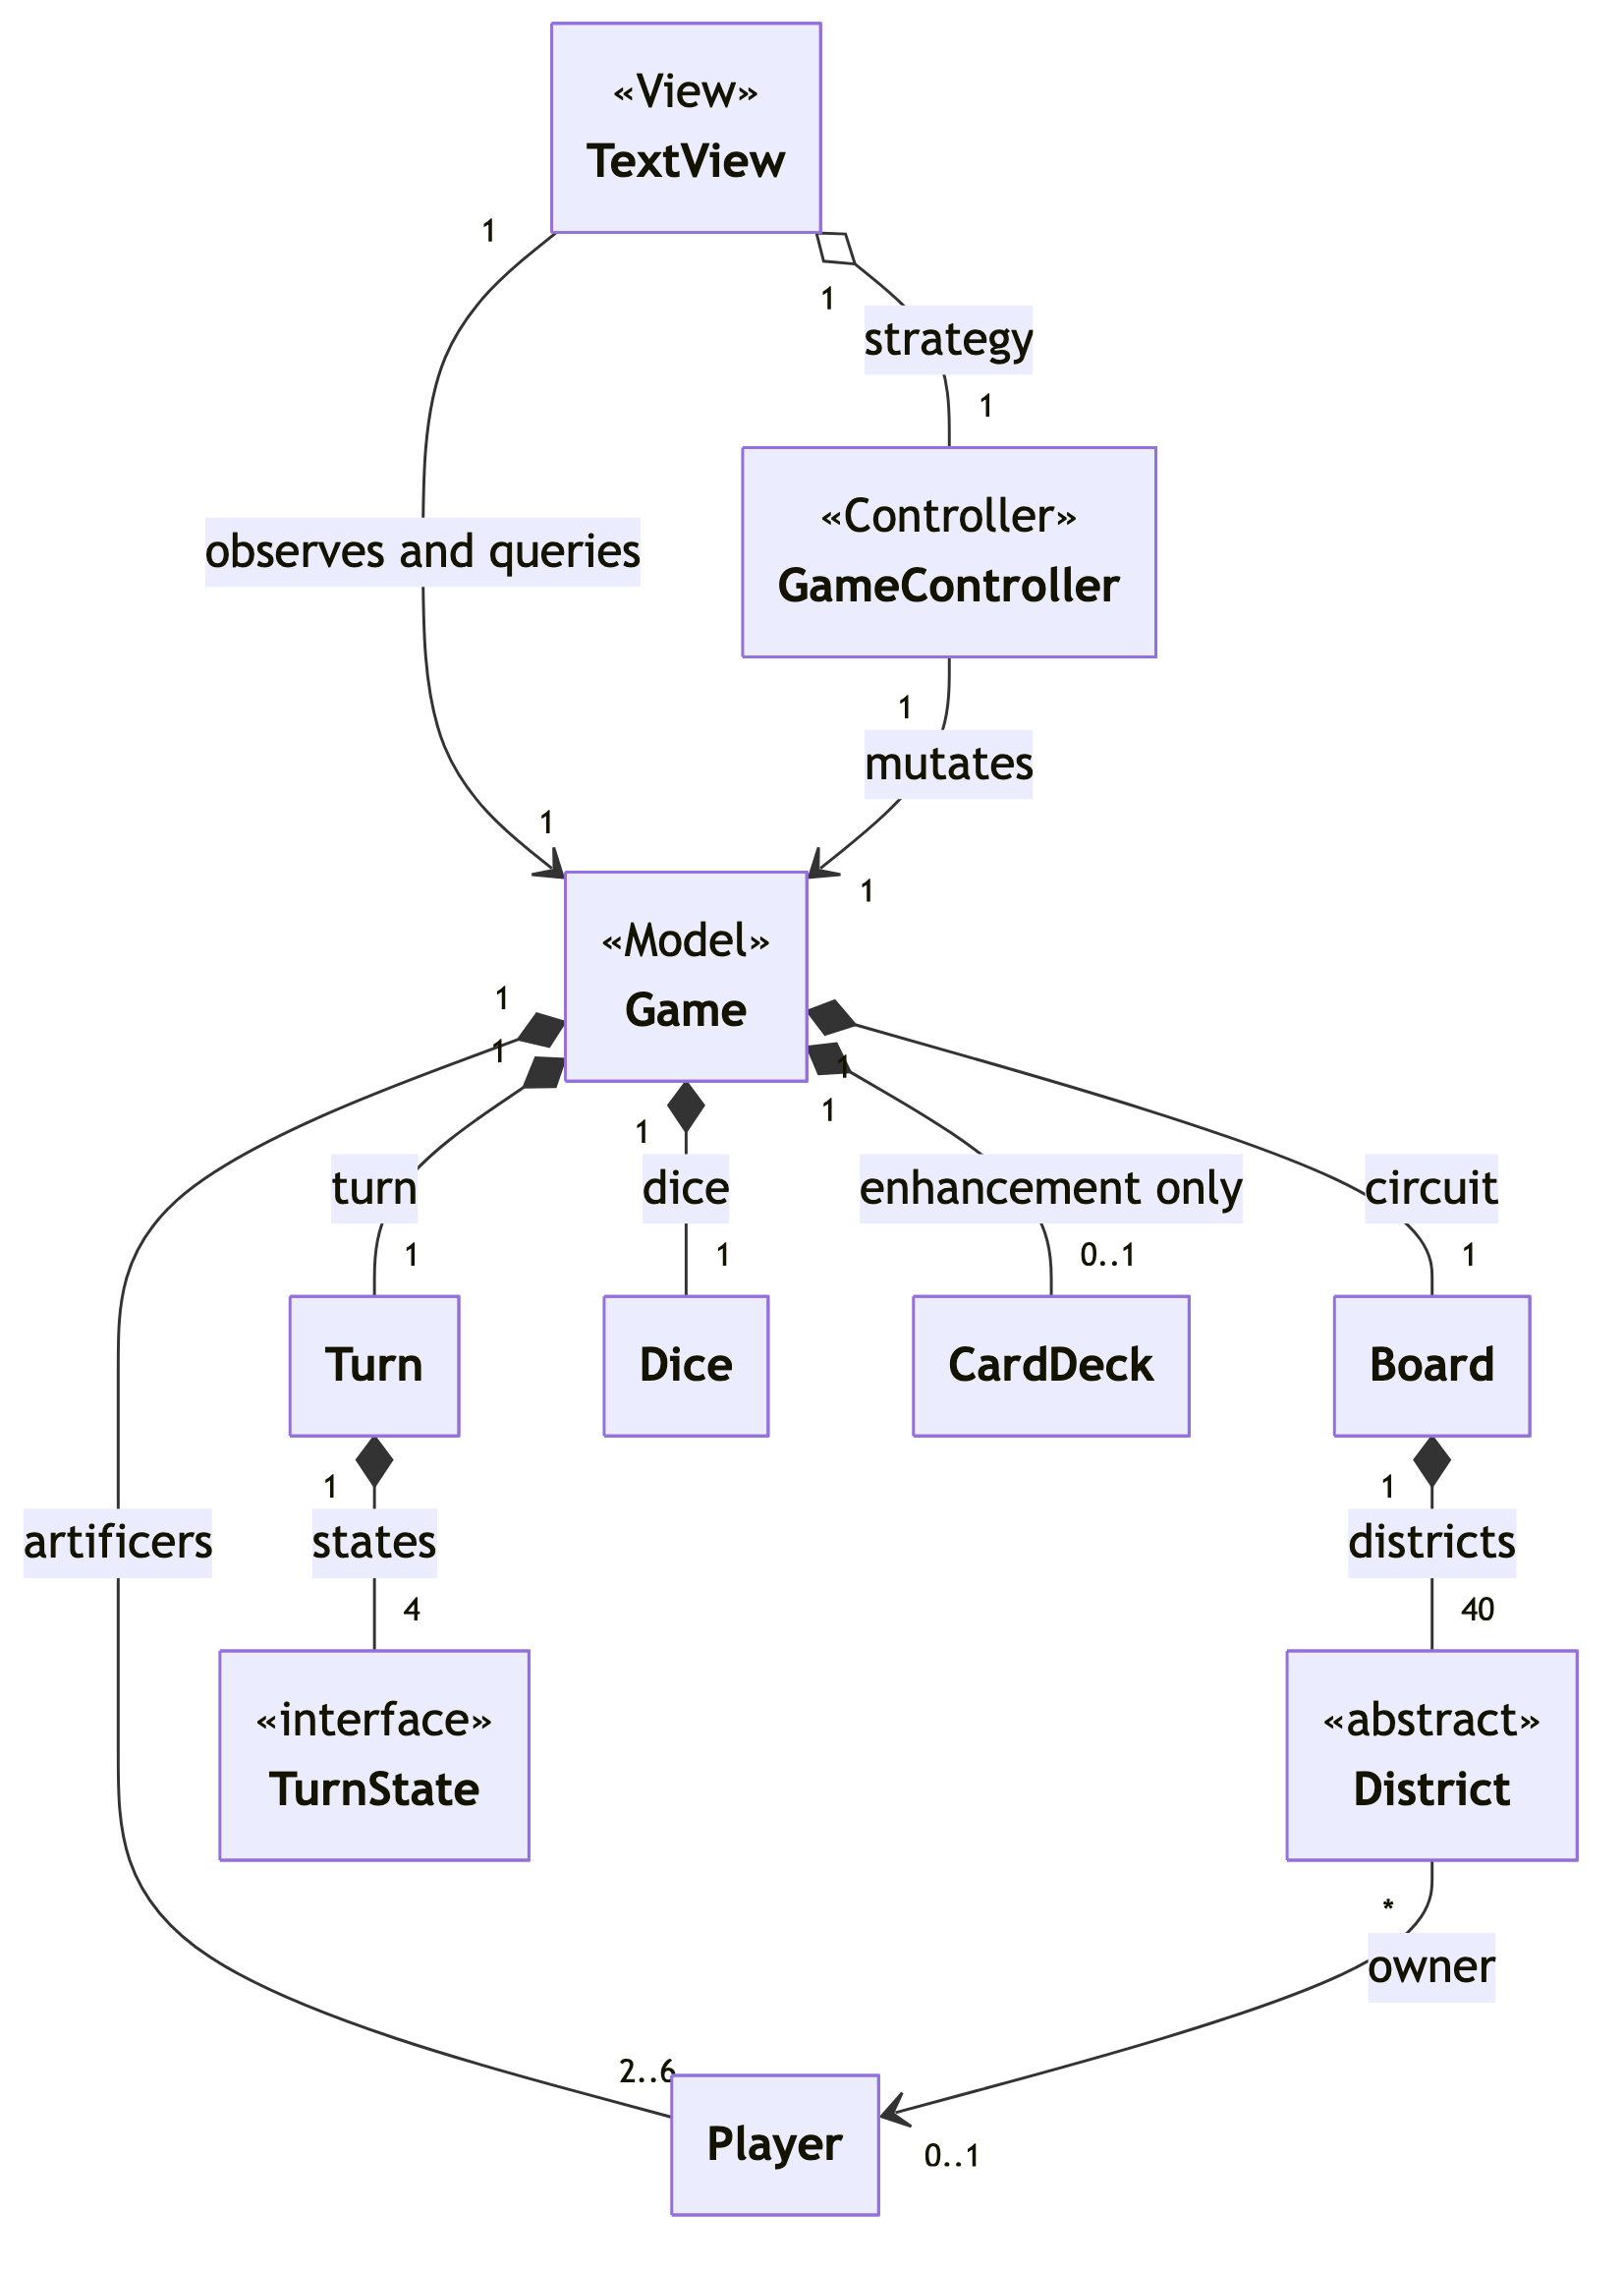 «View»
TextView
1
1
strategy
1
«Controller»
GameController
observes and queries
1
mutates
1
1
«Model»
Game
1
1
1
1
1
turn
dice
enhancement only
circuit
1
1
0..1
1
Turn
Dice
CardDeck
Board
1
1
artificers
states
districts
4
40
«interface»
TurnState
«abstract»
District
*
owner
2..6
Player
0..1